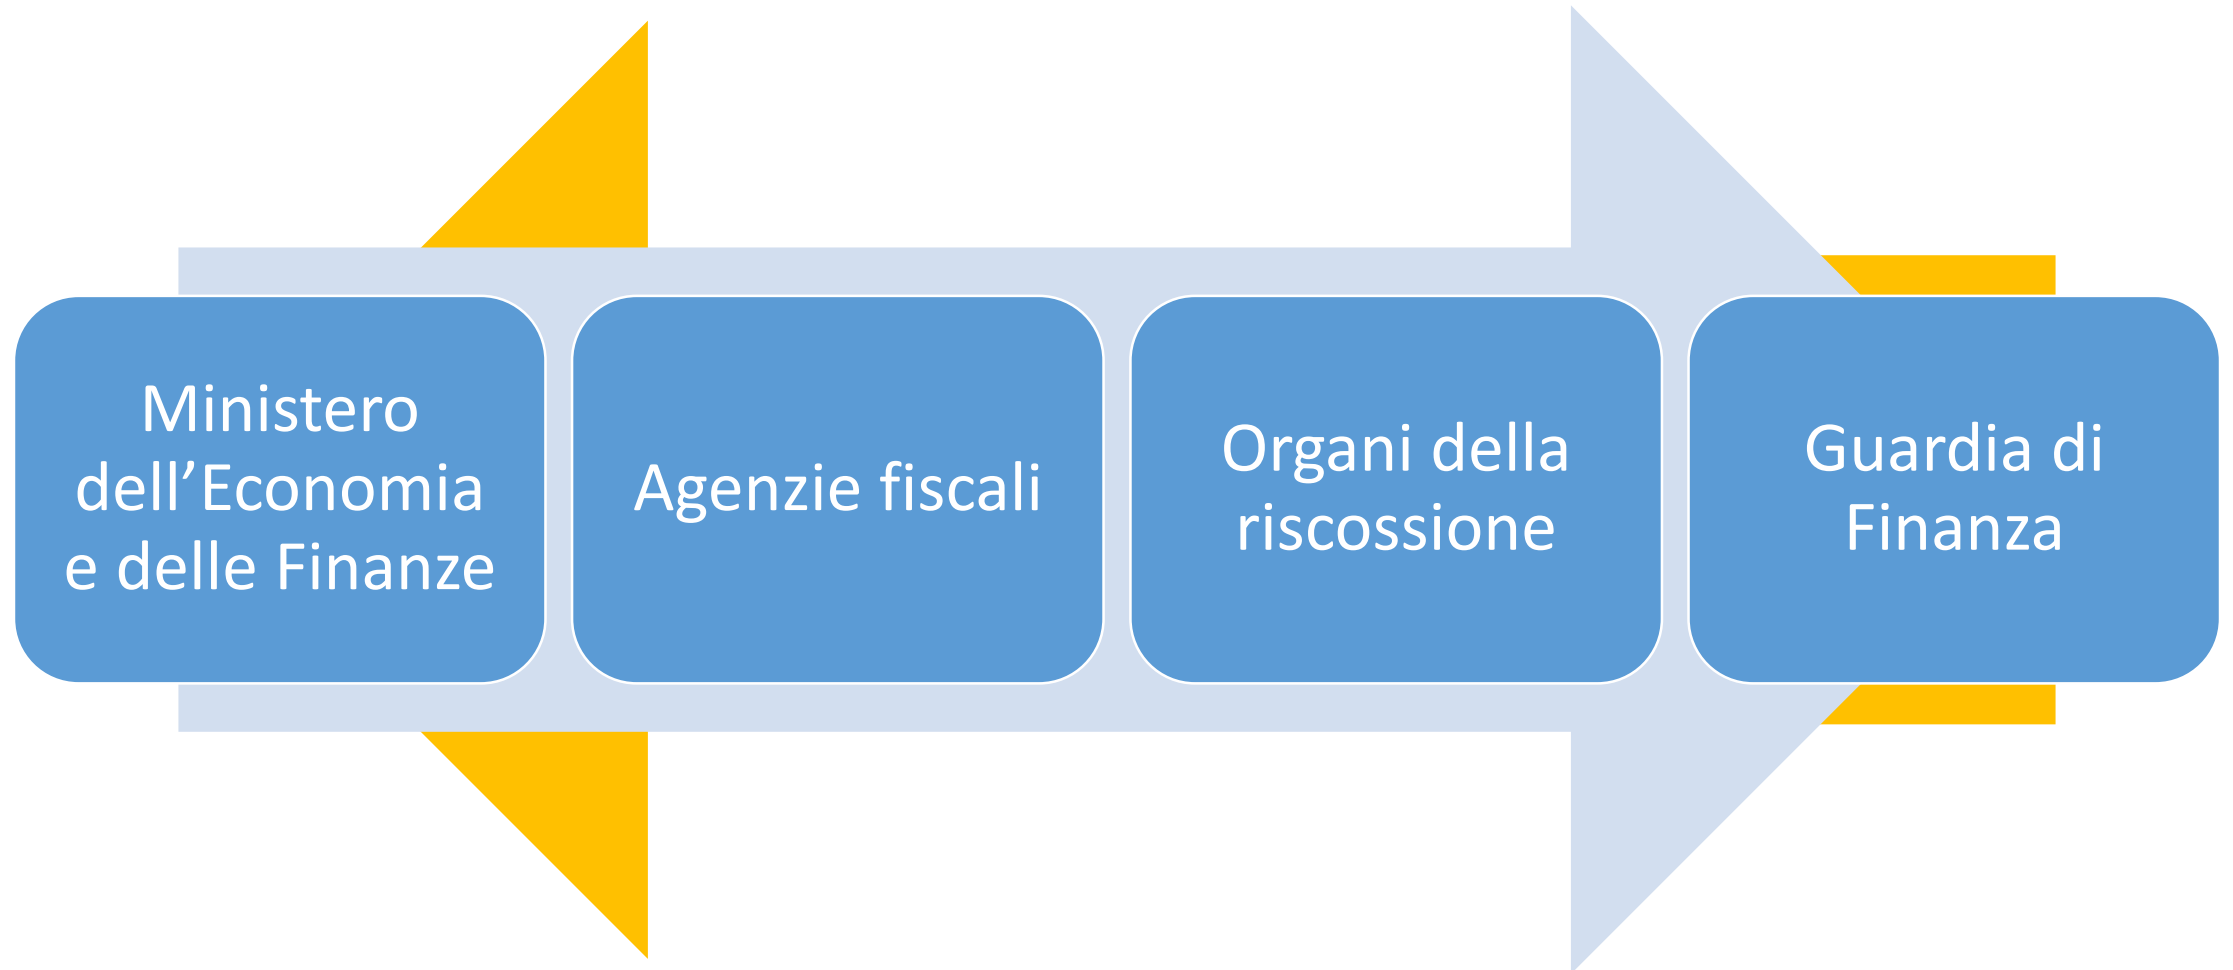 Ministero
dell’Economia
e delle Finanze
Agenzie fiscali
Organi della
riscossione
Guardia di
Finanza